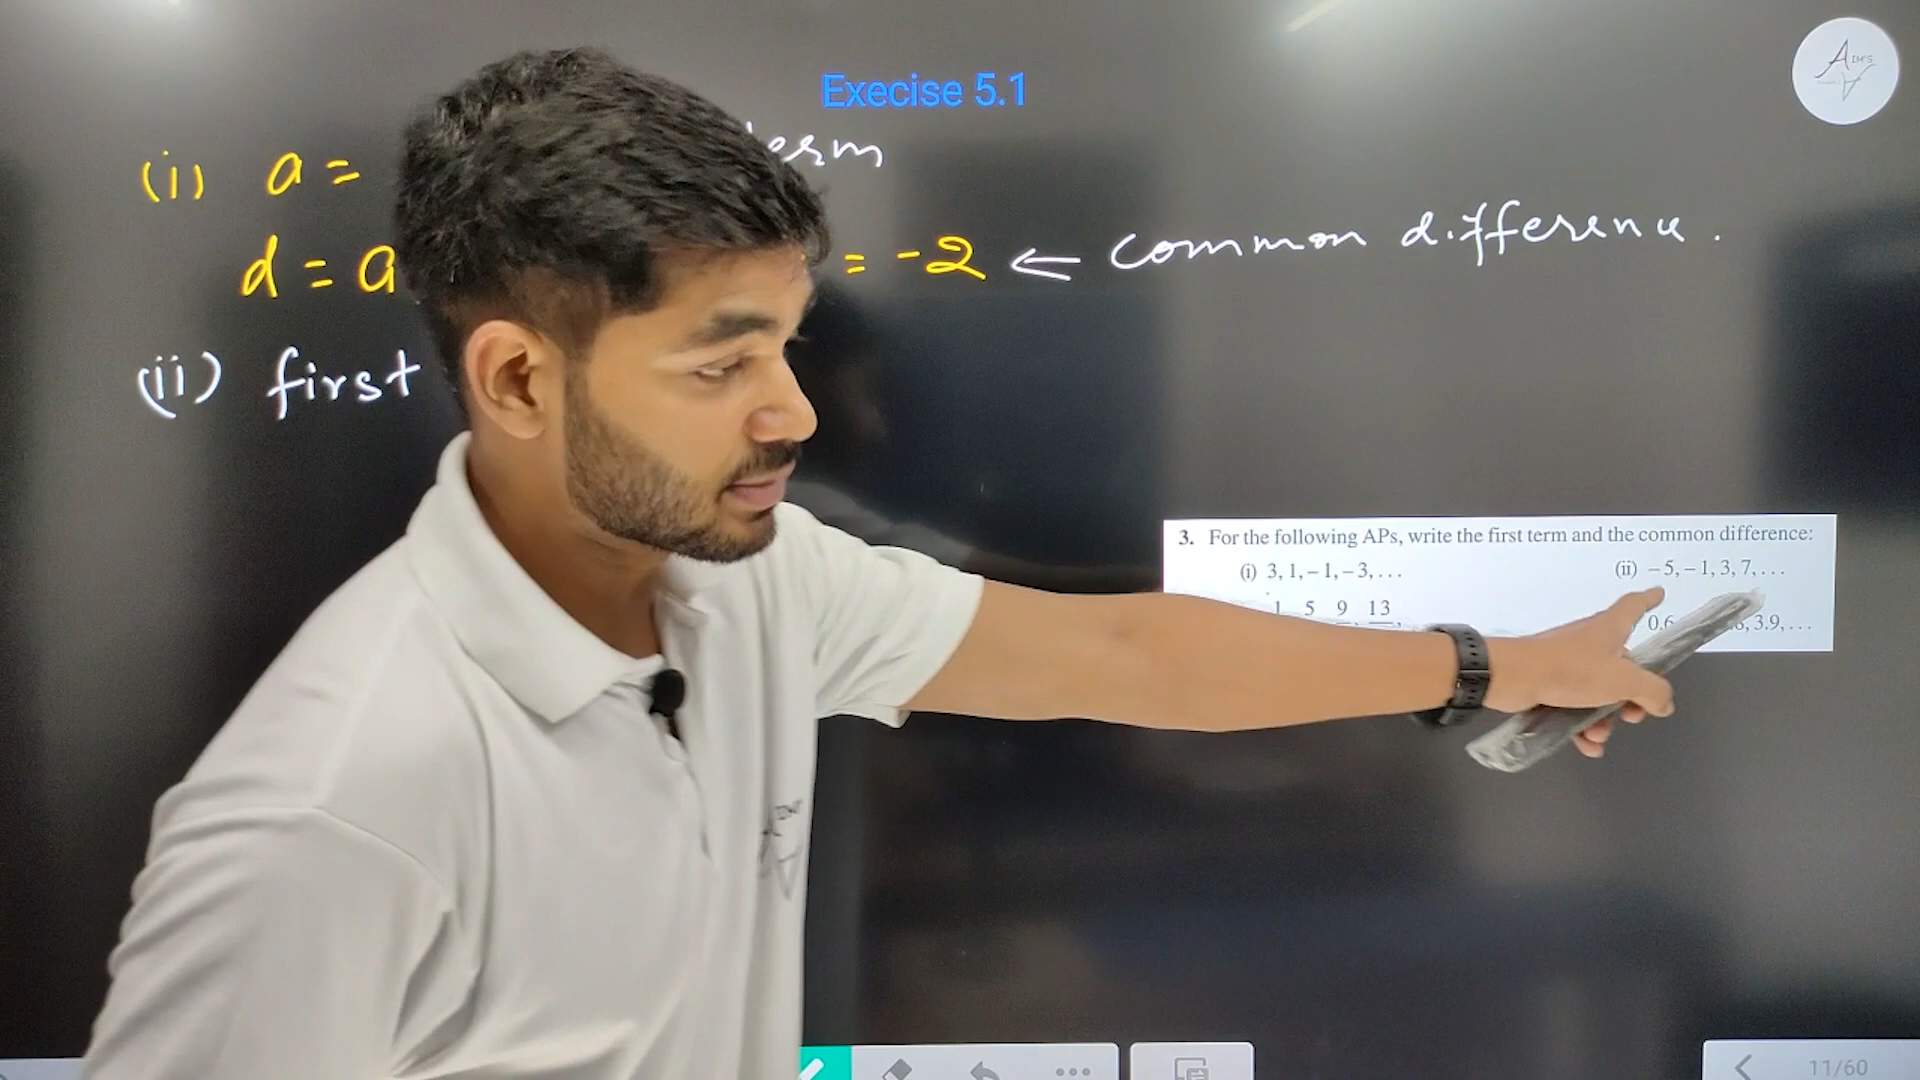 Execise 5.1
AIM'S
(i) a =
d = a = -2 ← common difference.
(ii) first
3. For the following APs, write the first term and the common difference:
(i) 3, 1, – 1, – 3, . . .
(ii) – 5, – 1, 3, 7, . . .
1 5 9 13
0.6 3.9, . . .
11/60